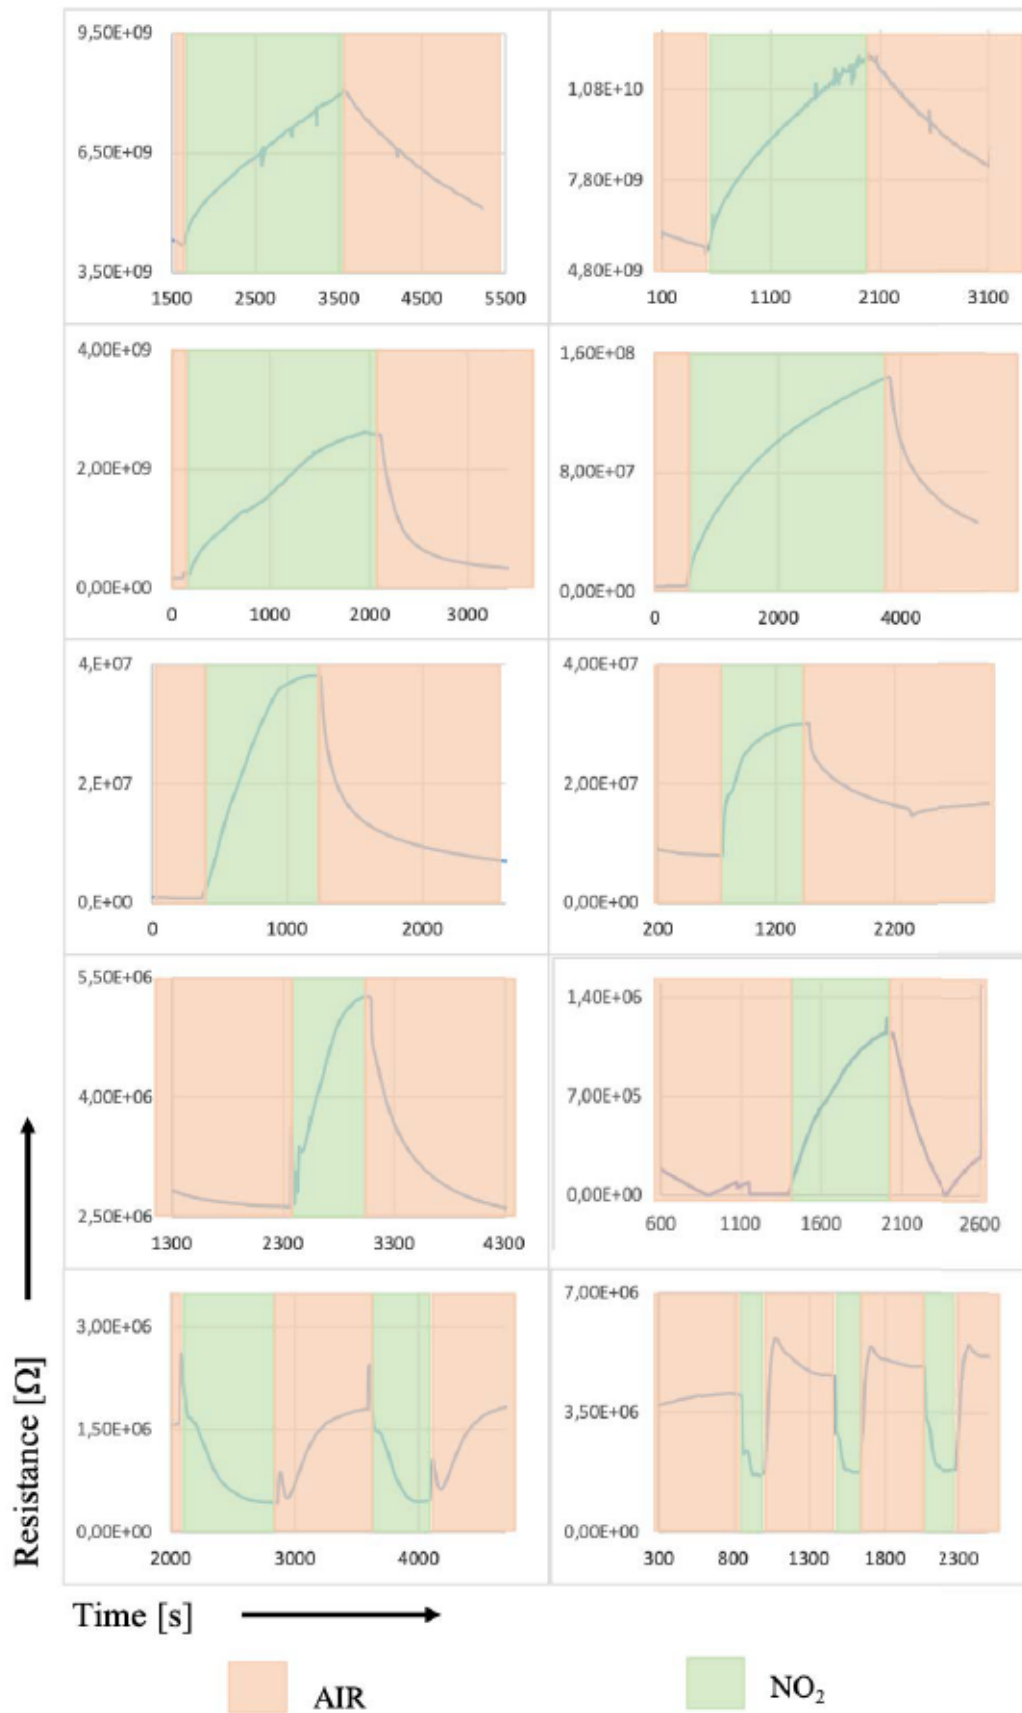 9,50E+09
6,50E+09
3,50E+09
1500 2500 3500 4500 5500
1,08E+10
7,80E+09
4,80E+09
100 1100 2100 3100
4,00E+09
2,00E+09
0,00E+00
0 1000 2000 3000
1,60E+08
8,00E+07
0,00E+00
0 2000 4000
4,E+07
2,E+07
0,E+00
0 1000 2000
4,00E+07
2,00E+07
0,00E+00
200 1200 2200
5,50E+06
4,00E+06
2,50E+06
1300 2300 3300 4300
1,40E+06
7,00E+05
0,00E+00
600 1100 1600 2100 2600
3,00E+06
1,50E+06
0,00E+00
2000 3000 4000
7,00E+06
3,50E+06
0,00E+00
300 800 1300 1800 2300
Resistance [Ω]
Time [s]
AIR
NO₂